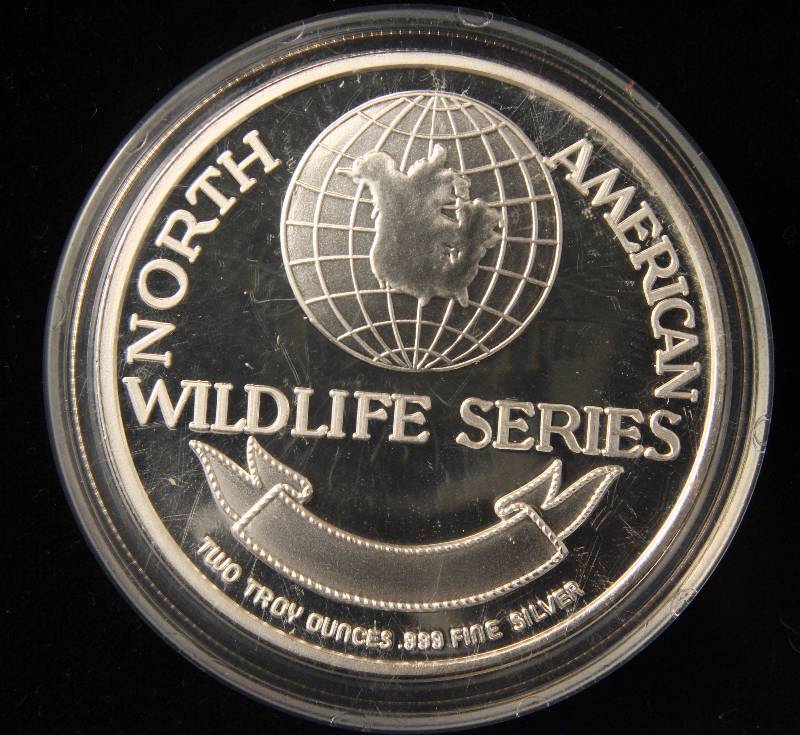 NORTH AMERICAN
WILDLIFE SERIES
TWO TROY OUNCES .999 FINE SILVER